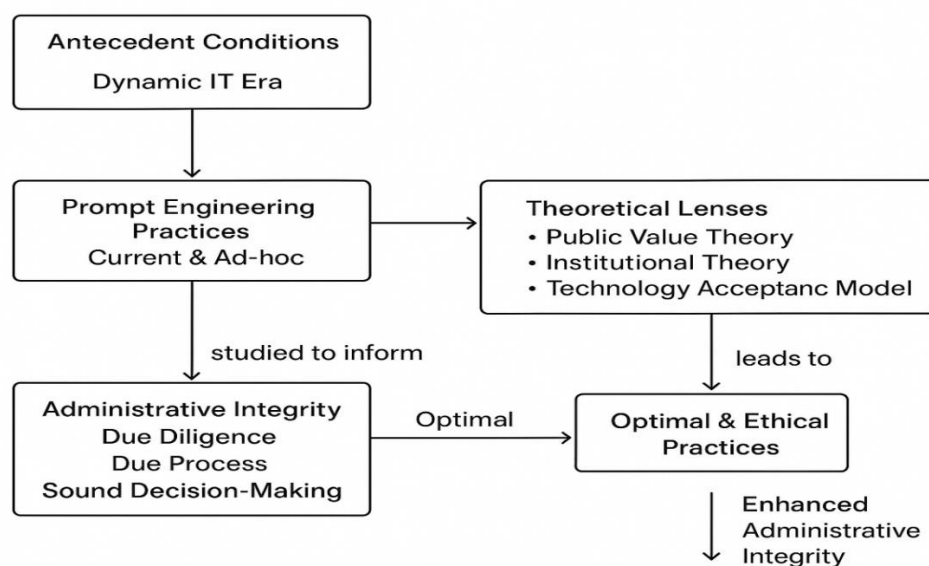 Antecedent Conditions
Dynamic IT Era
Prompt Engineering
Practices
Current & Ad-hoc
Theoretical Lenses
• Public Value Theory
• Institutional Theory
• Technology Acceptanc Model
studied to inform
leads to
Administrative Integrity
Due Diligence
Due Process
Sound Decision-Making
Optimal
Optimal & Ethical
Practices
Enhanced
Administrative
Integrity